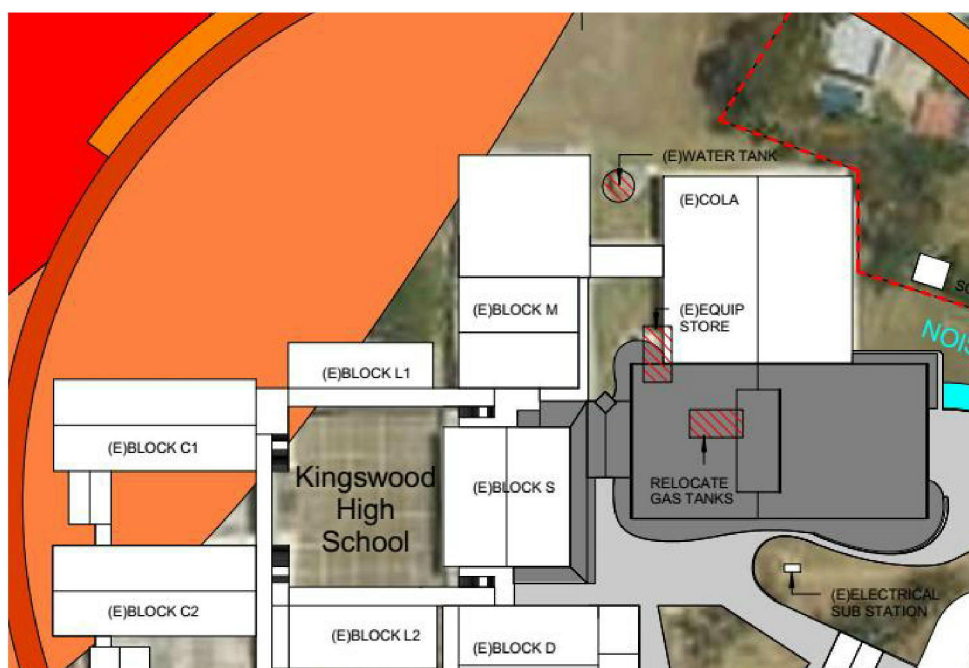 (E)WATER TANK
(E)COLA
(E)EQUIP
STORE
(E)BLOCK M
NOIS
(E)BLOCK L1
(E)BLOCK C1
Kingswood
High
School
(E)BLOCK S
RELOCATE
GAS TANKS
(E)ELECTRICAL
SUB STATION
(E)BLOCK C2
(E)BLOCK L2
(E)BLOCK D